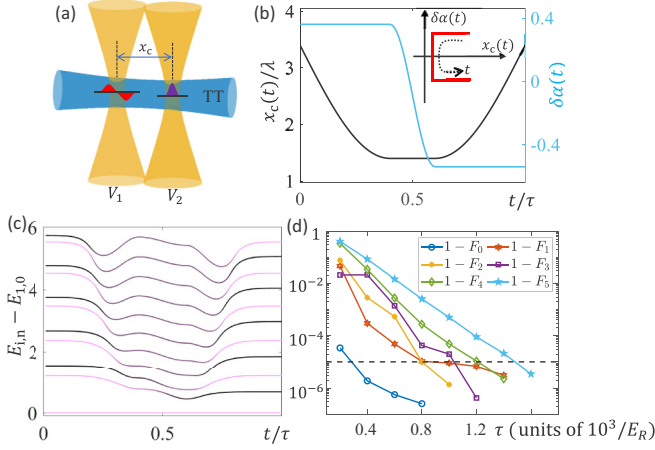 (a)
x_c
TT
V_1
V_2
(b)
x_c(t)/λ
4
3
2
1
0
0.5
t/τ
δα(t)
x_c(t)
t
0.4
0
-0.4
δα(t)
(c)
E_{i,n} − E_{1,0}
6
4
2
0
0
0.5
t/τ
(d)
1
10^{-2}
10^{-4}
10^{-6}
1 − F_0
1 − F_1
1 − F_2
1 − F_3
1 − F_4
1 − F_5
0.4
0.8
1.2
τ (units of 10^3/E_R)